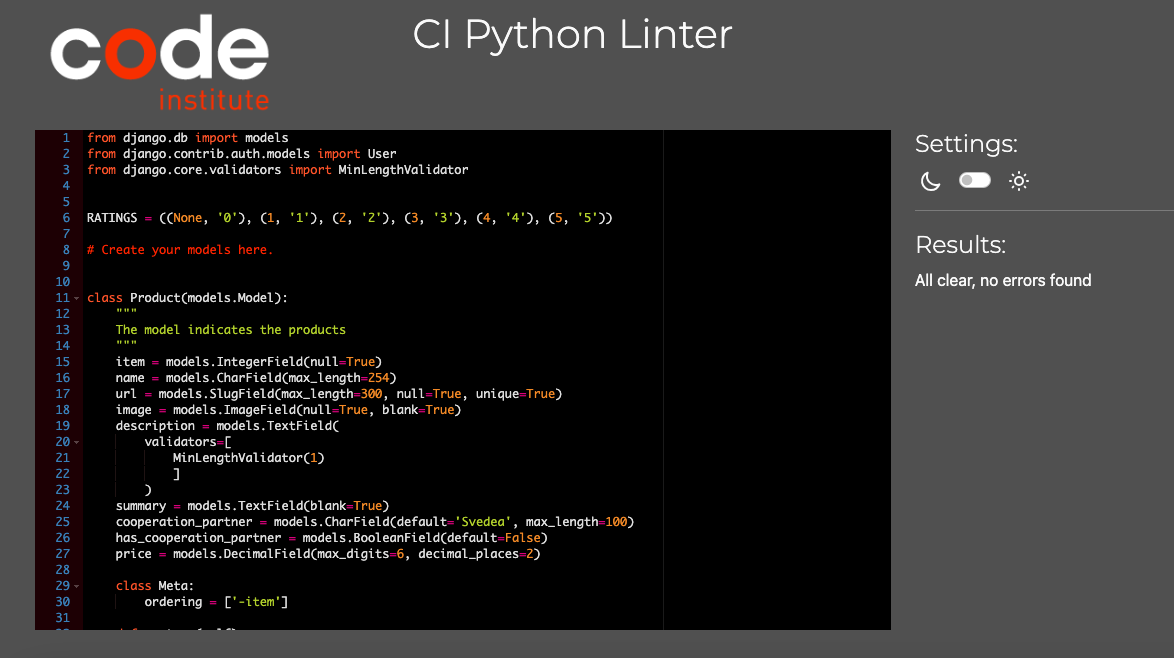 code
institute
CI Python Linter
1 from django.db import models
2 from django.contrib.auth.models import User
3 from django.core.validators import MinLengthValidator
4
5
6 RATINGS = ((None, '0'), (1, '1'), (2, '2'), (3, '3'), (4, '4'), (5, '5'))
7
8 # Create your models here.
9
10
11 class Product(models.Model):
12     """
13     The model indicates the products
14     """
15     item = models.IntegerField(null=True)
16     name = models.CharField(max_length=254)
17     url = models.SlugField(max_length=300, null=True, unique=True)
18     image = models.ImageField(null=True, blank=True)
19     description = models.TextField(
20         validators=[
21             MinLengthValidator(1)
22             ]
23         )
24     summary = models.TextField(blank=True)
25     cooperation_partner = models.CharField(default='Svedea', max_length=100)
26     has_cooperation_partner = models.BooleanField(default=False)
27     price = models.DecimalField(max_digits=6, decimal_places=2)
28
29     class Meta:
30         ordering = ['-item']
31
Settings:
Results:
All clear, no errors found